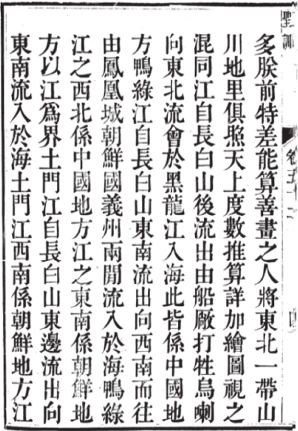 多朕前特差能算善畫之人將東北一帶山
川地里俱照天上度數推算詳加繪圖視之
混同江自長白山後流出由船厰打牲烏喇
向東北流會於黑龍江入海此皆係中國地
方鴨綠江自長白山東南流出向西南而往
由鳳凰城朝鮮國義州兩間流入於海鴨綠
江之西北係中國地方江之東南係朝鮮地
方以江爲界土門江自長白山東邊流出向
東南流入於海土門江西南係朝鮮地方江